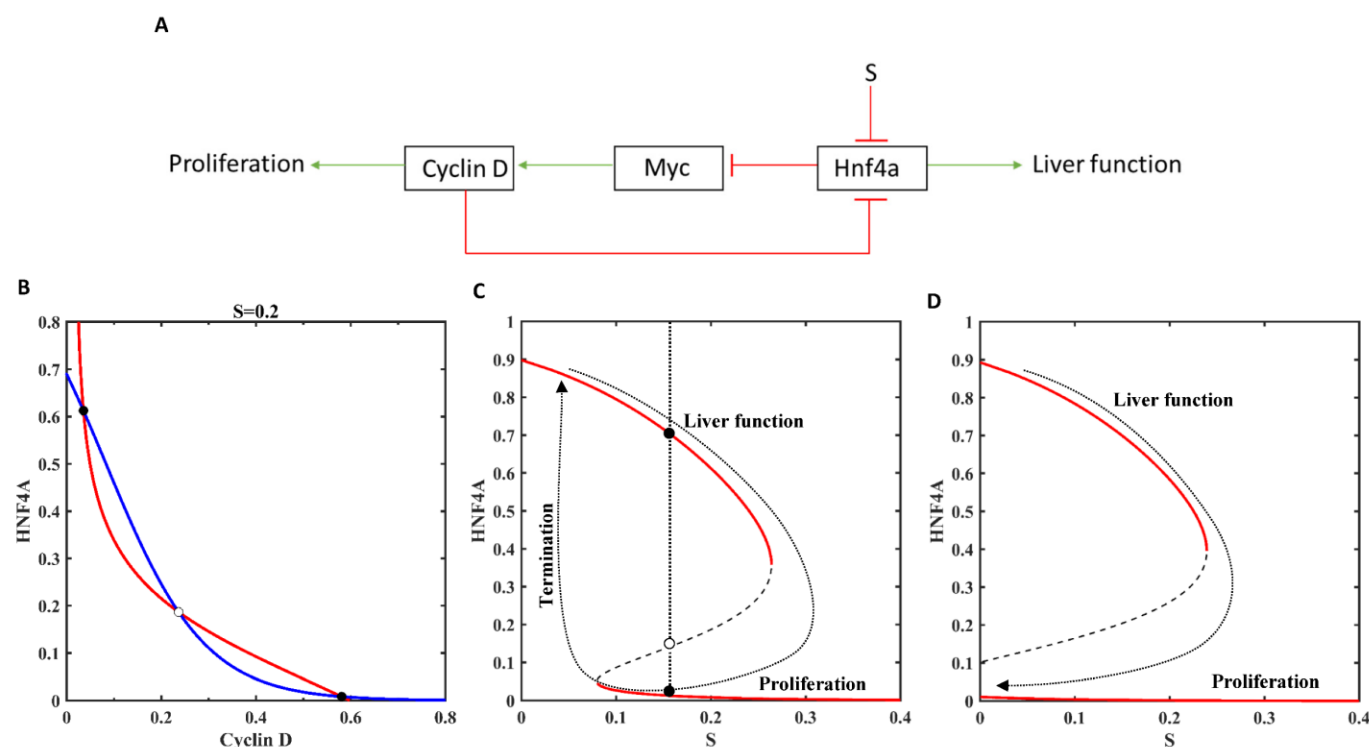 A
S
Proliferation
Cyclin D
Myc
Hnf4a
Liver function
B
S=0.2
0.8
0.7
0.6
0.5
0.4
0.3
0.2
0.1
0
HNF4A
0
0.2
0.4
0.6
0.8
Cyclin D
C
1
0.9
0.8
0.7
0.6
0.5
0.4
0.3
0.2
0.1
0
HNF4A
Termination
Liver function
Proliferation
0
0.1
0.2
0.3
0.4
S
D
1
0.9
0.8
0.7
0.6
0.5
0.4
0.3
0.2
0.1
0
HNF4A
Liver function
Proliferation
0
0.1
0.2
0.3
0.4
S